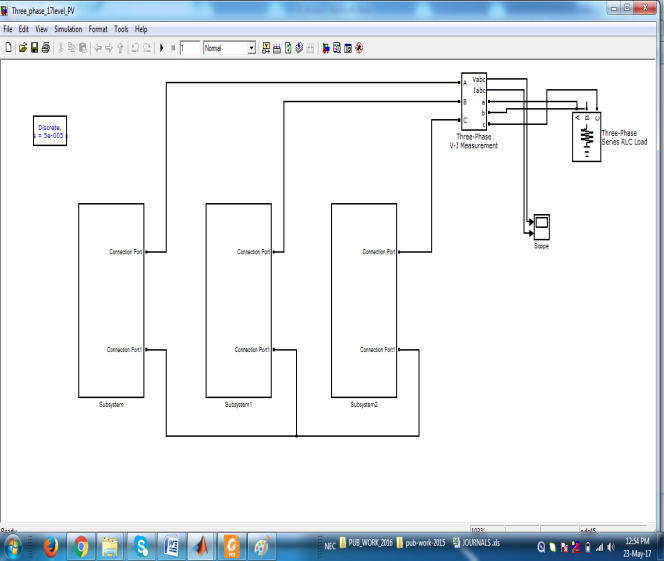 Three_phase_17level_PV
File Edit View Simulation Format Tools Help
1 Normal
Discrete,
s = 5e-005 s
A
B
C
Vabc
Iabc
a
b
c
Three-Phase
V-I Measurement
A B C
Three-Phase
Series RLC Load
Scope
Connection Port
Connection Port
Connection Port
Connection Port1
Connection Port1
Connection Port1
Subsystem
Subsystem1
Subsystem2
Ready
NEC PUB_WORK_2016 pub-work-2015 JOURNALS.xls
12:54 PM
23-May-17